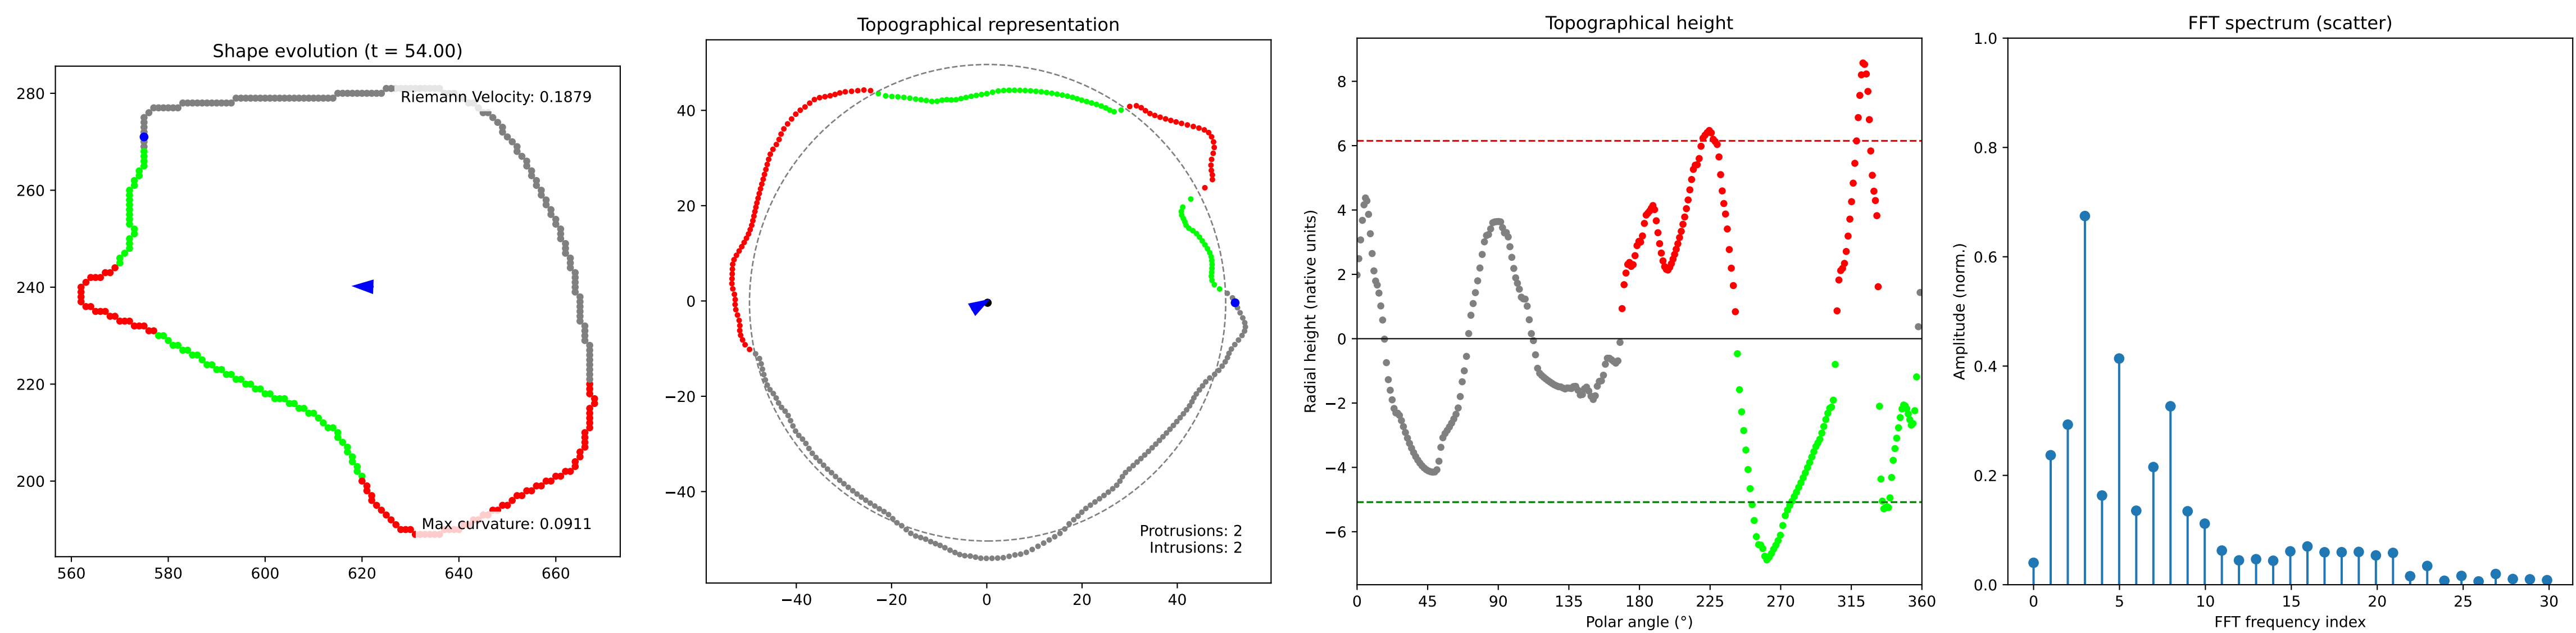 Shape evolution (t = 54.00)
Riemann Velocity: 0.1879
Max curvature: 0.0911
280
260
240
220
200
560 580 600 620 640 660
Topographical representation
Protrusions: 2
Intrusions: 2
40
20
0
−20
−40
−40 −20 0 20 40
Topographical height
Radial height (native units)
8
6
4
2
0
−2
−4
−6
0 45 90 135 180 225 270 315 360
Polar angle (°)
FFT spectrum (scatter)
Amplitude (norm.)
1.0
0.8
0.6
0.4
0.2
0.0
0 5 10 15 20 25 30
FFT frequency index